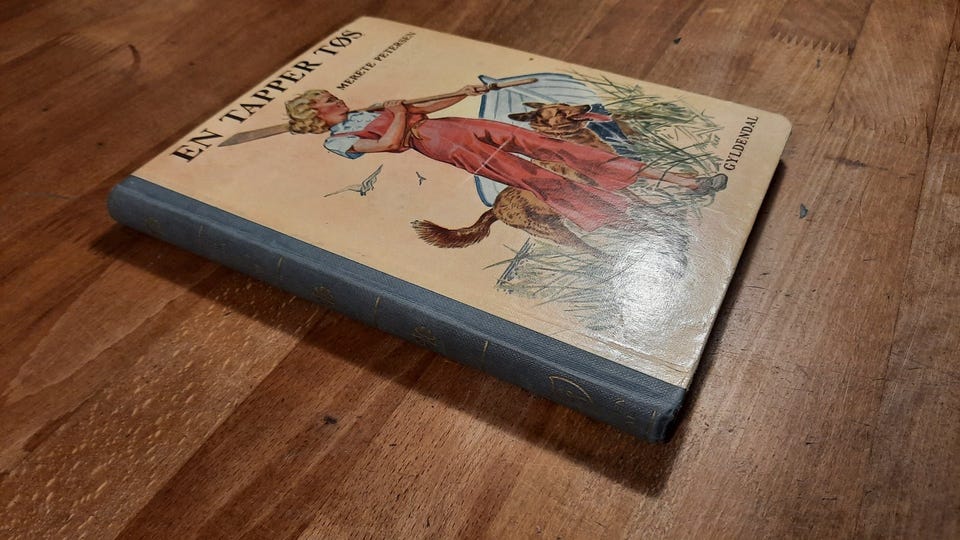 EN TAPPER TØS
MERETE PETERSEN
GYLDENDAL